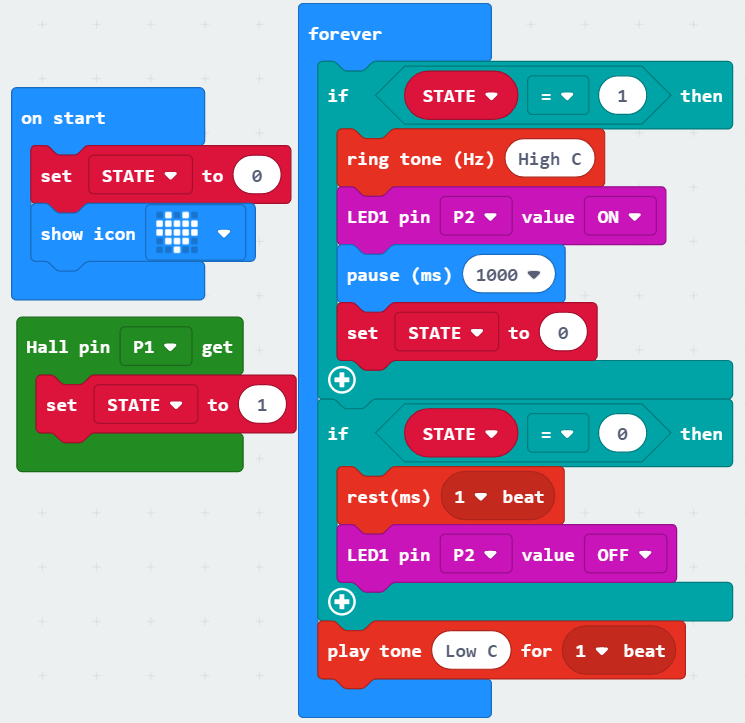 on start
set STATE to 0
show icon
Hall pin P1 get
set STATE to 1
forever
if STATE = 1 then
ring tone (Hz) High C
LED1 pin P2 value ON
pause (ms) 1000
set STATE to 0
if STATE = 0 then
rest(ms) 1 beat
LED1 pin P2 value OFF
play tone Low C for 1 beat